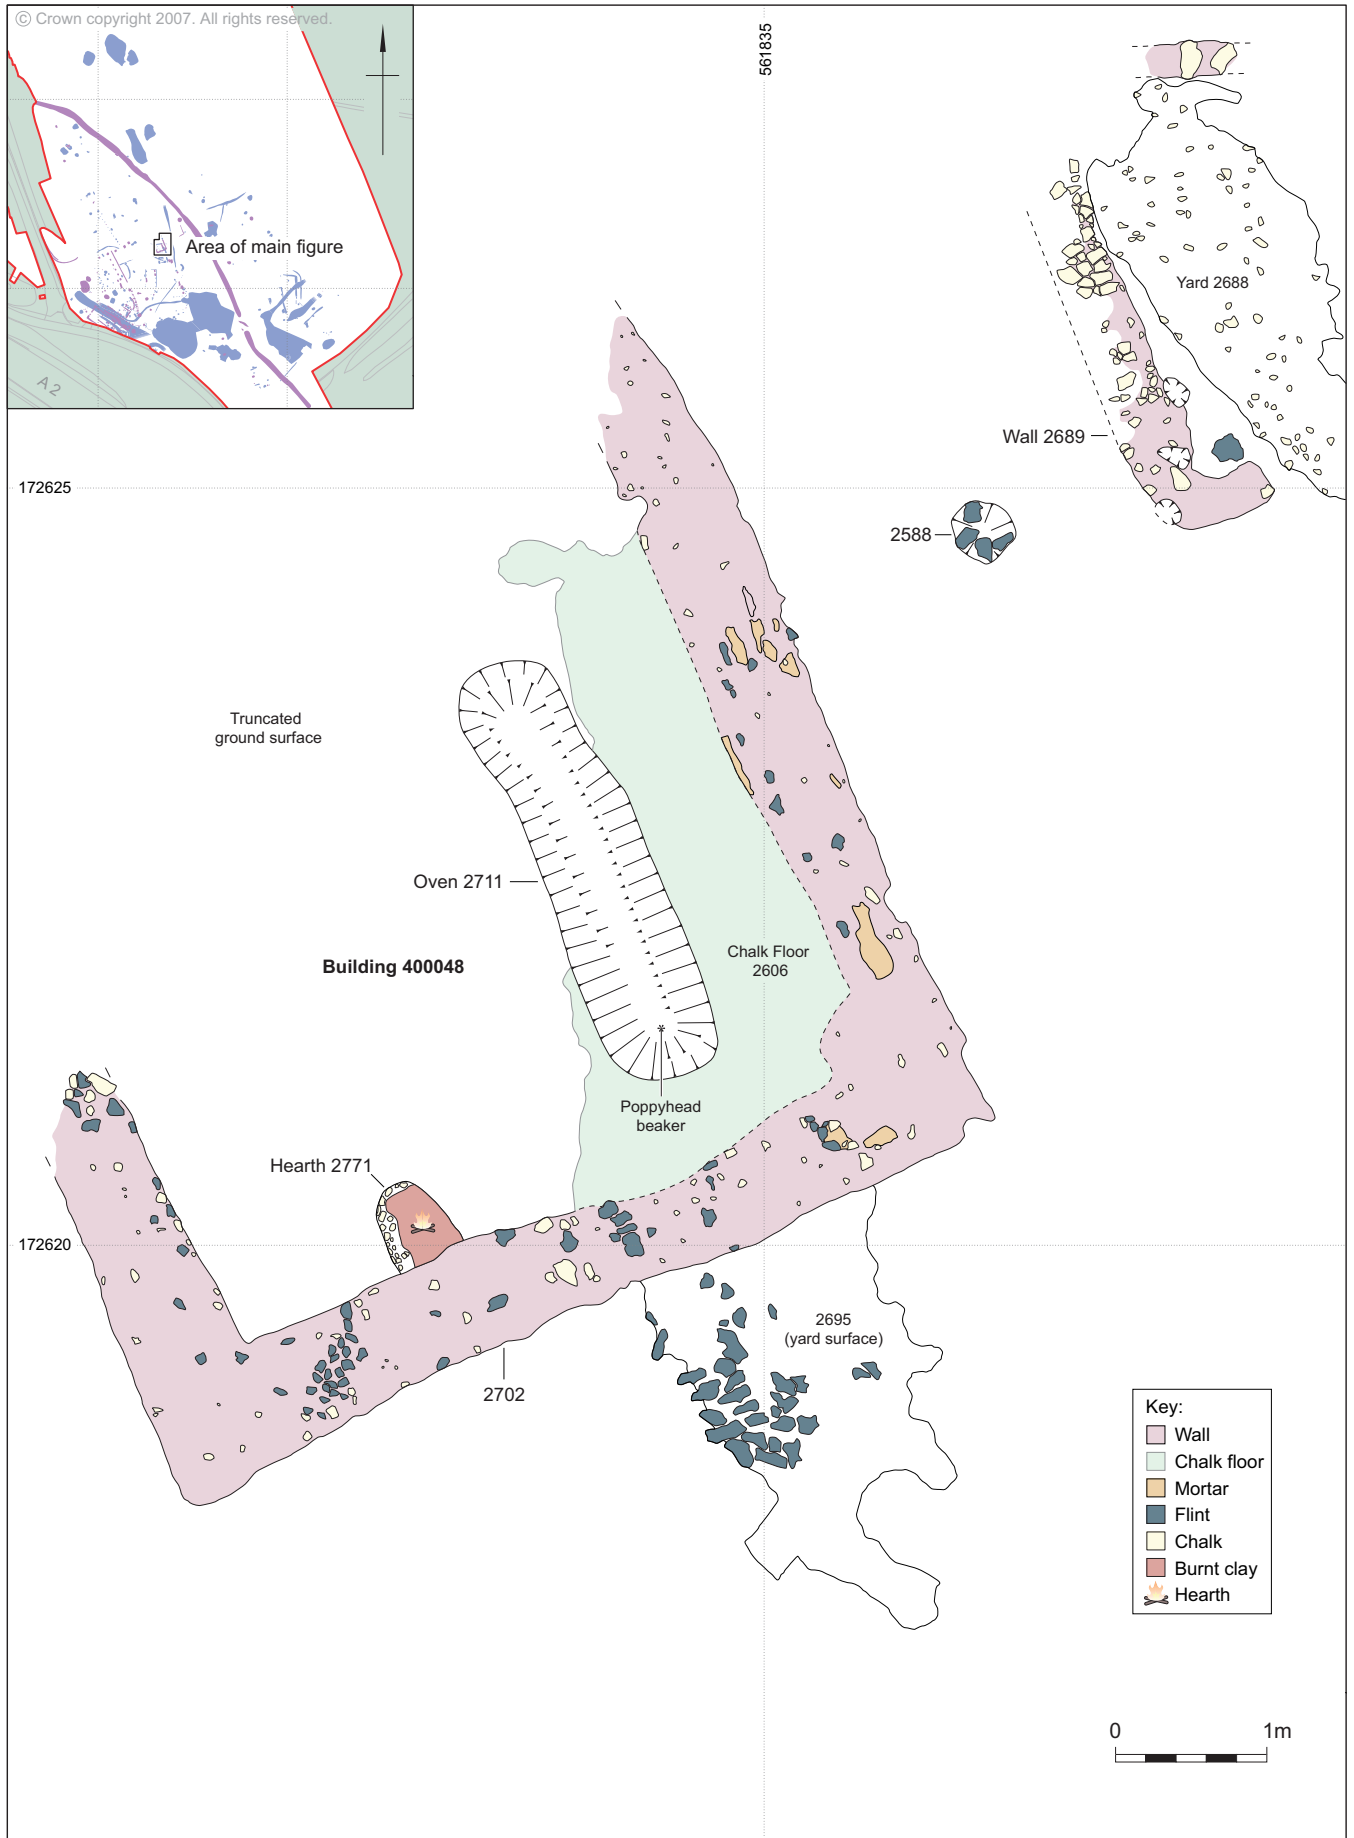 © Crown copyright 2007. All rights reserved.
561835
Area of main figure
A2
Yard 2688
Wall 2689
172625
2588
Truncated
ground surface
Oven 2711
Chalk Floor
2606
Building 400048
Poppyhead
beaker
Hearth 2771
172620
2695
(yard surface)
2702
Key:
Wall
Chalk floor
Mortar
Flint
Chalk
Burnt clay
Hearth
0 1m